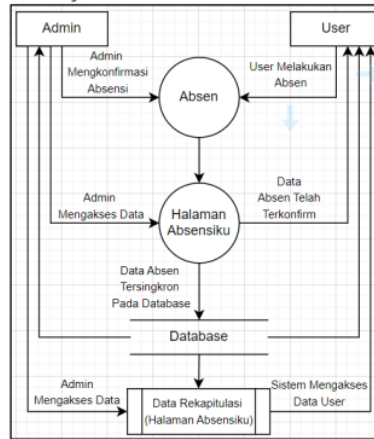 Admin
User
Admin
Mengkonfirmasi
Absensi
User Melakukan
Absen
Absen
Admin
Mengakses Data
Halaman
Absensiku
Data
Absen Telah
Terkonfirm
Data Absen
Tersingkron
Pada Database
Database
Admin
Mengakses Data
Data Rekapitulasi
(Halaman Absensiku)
Sistem Mengakses
Data User